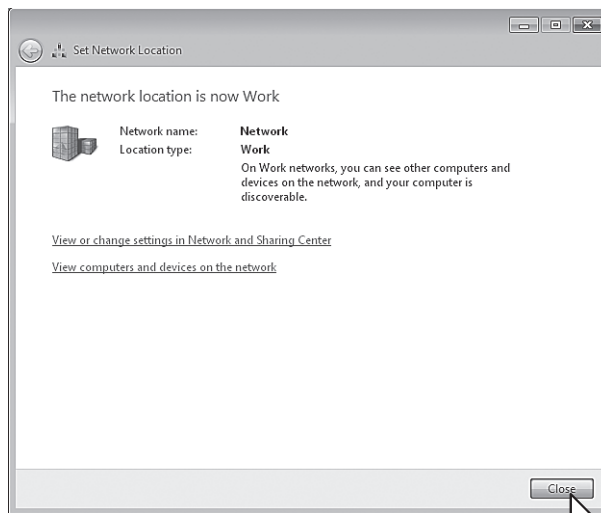 Set Network Location
The network location is now Work
Network name: Network
Location type: Work
On Work networks, you can see other computers and
devices on the network, and your computer is
discoverable.
View or change settings in Network and Sharing Center
View computers and devices on the network
Close